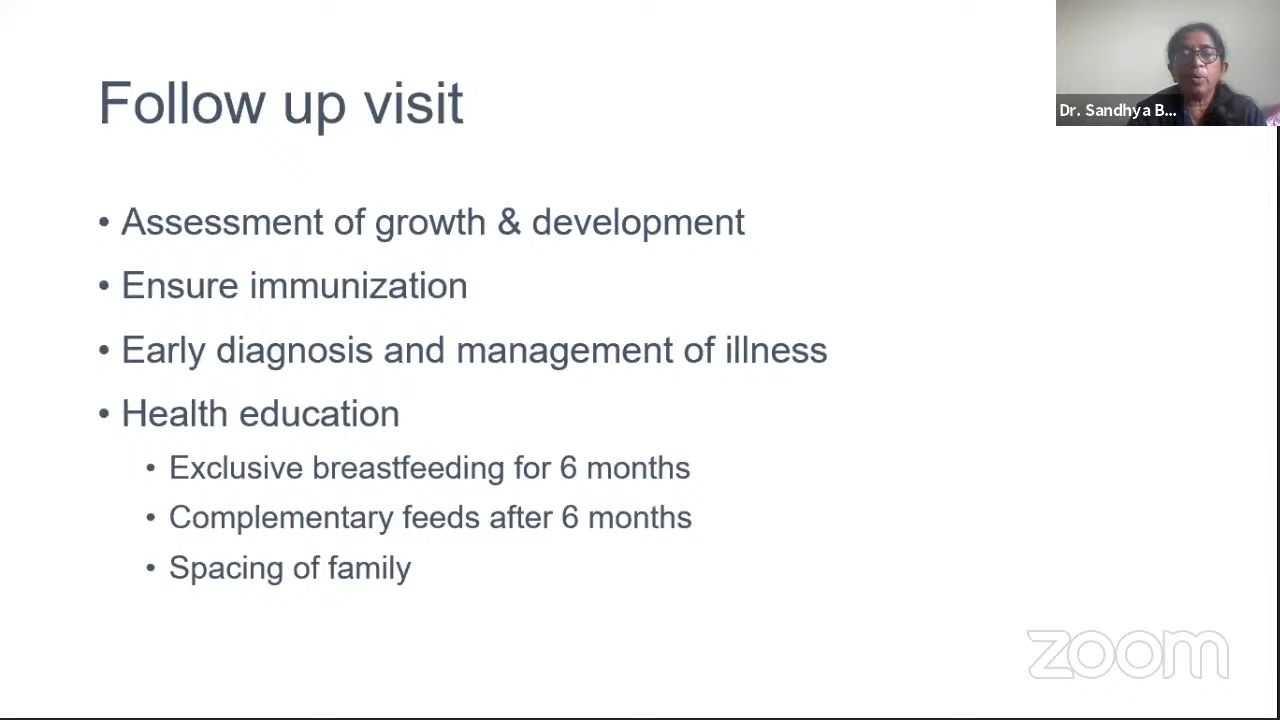 Follow up visit
Dr. Sandhya B...
• Assessment of growth & development
• Ensure immunization
• Early diagnosis and management of illness
• Health education
• Exclusive breastfeeding for 6 months
• Complementary feeds after 6 months
• Spacing of family
zoom